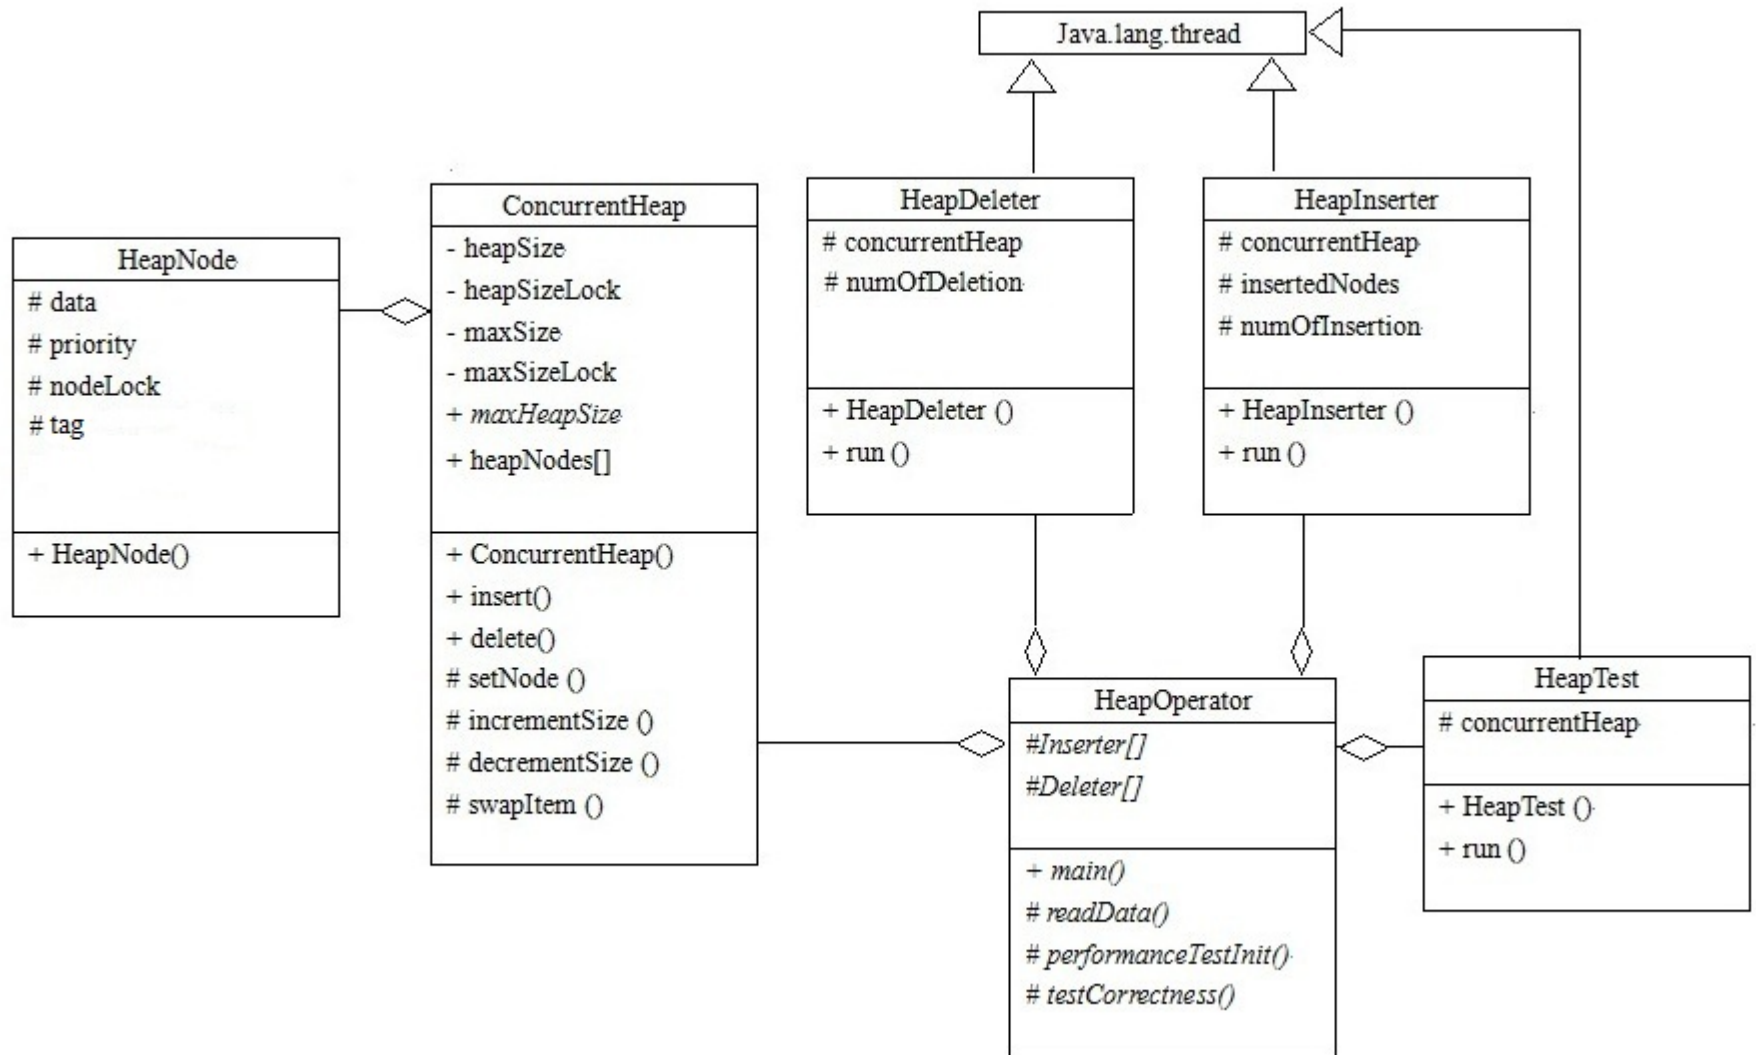 Java.lang.thread
HeapNode
# data
# priority
# nodeLock
# tag
+ HeapNode()
ConcurrentHeap
- heapSize
- heapSizeLock
- maxSize
- maxSizeLock
+ maxHeapSize
+ heapNodes[]
+ ConcurrentHeap()
+ insert()
+ delete()
# setNode ()
# incrementSize ()
# decrementSize ()
# swapItem ()
HeapDeleter
# concurrentHeap
# numOfDeletion
+ HeapDeleter ()
+ run ()
HeapInserter
# concurrentHeap
# insertedNodes
# numOfInsertion
+ HeapInserter ()
+ run ()
HeapOperator
#Inserter[]
#Deleter[]
+ main()
# readData()
# performanceTestInit()
# testCorrectness()
HeapTest
# concurrentHeap
+ HeapTest ()
+ run ()